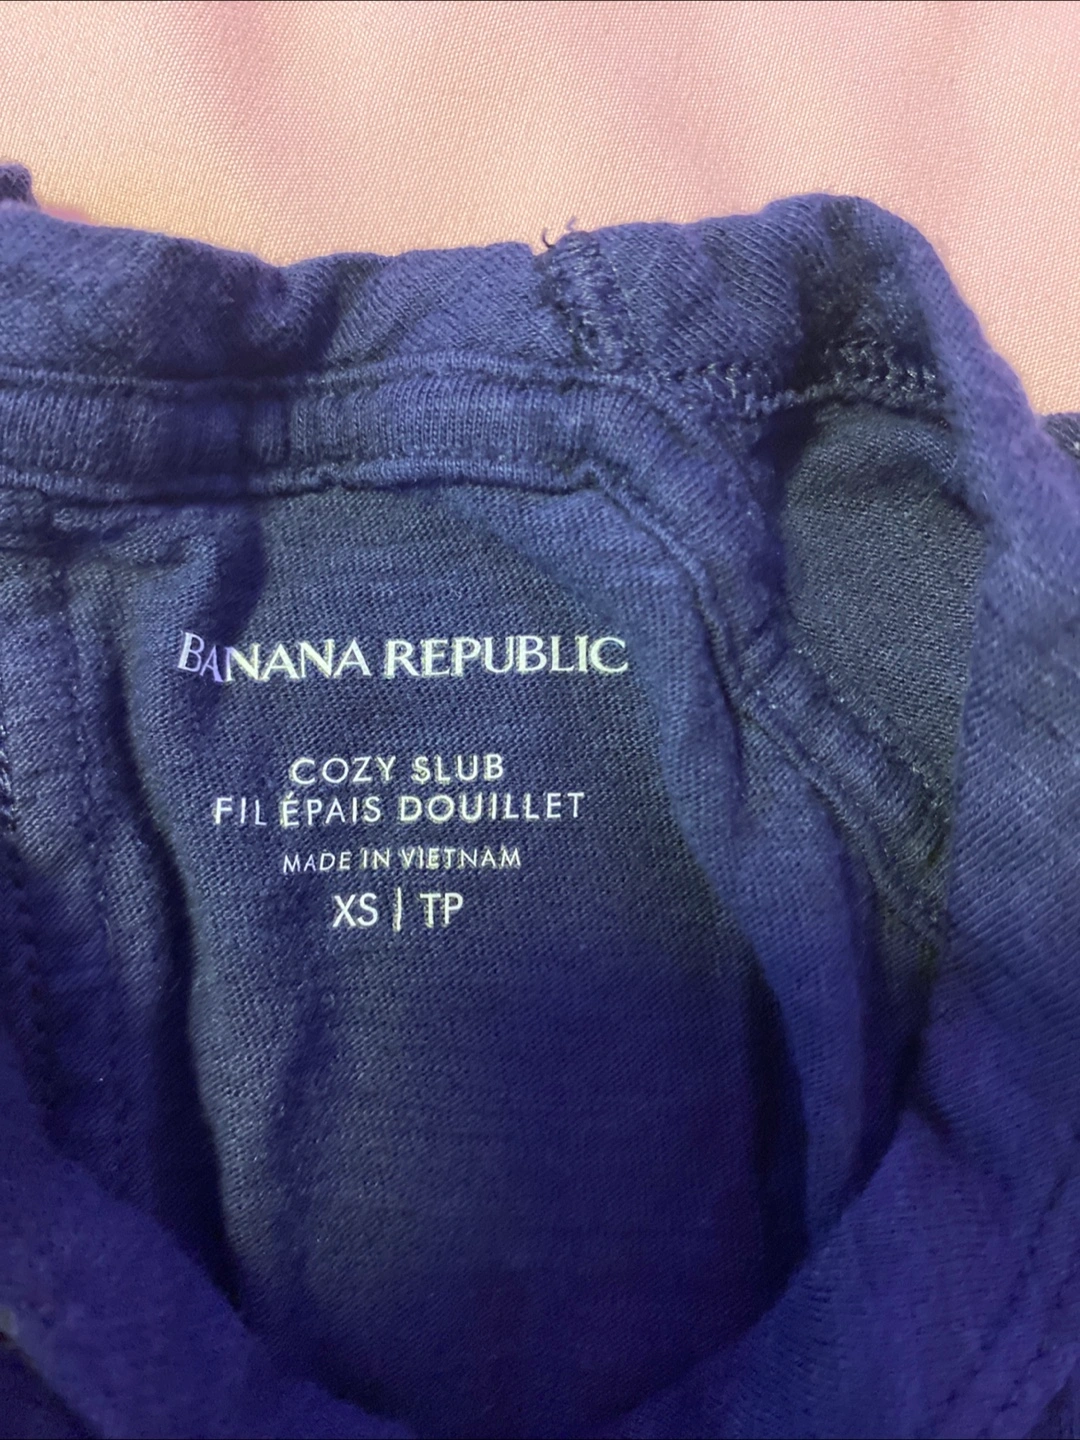 BANANA REPUBLIC
COZY SLUB
FIL ÉPAIS DOUILLET
MADE IN VIETNAM
XS | TP